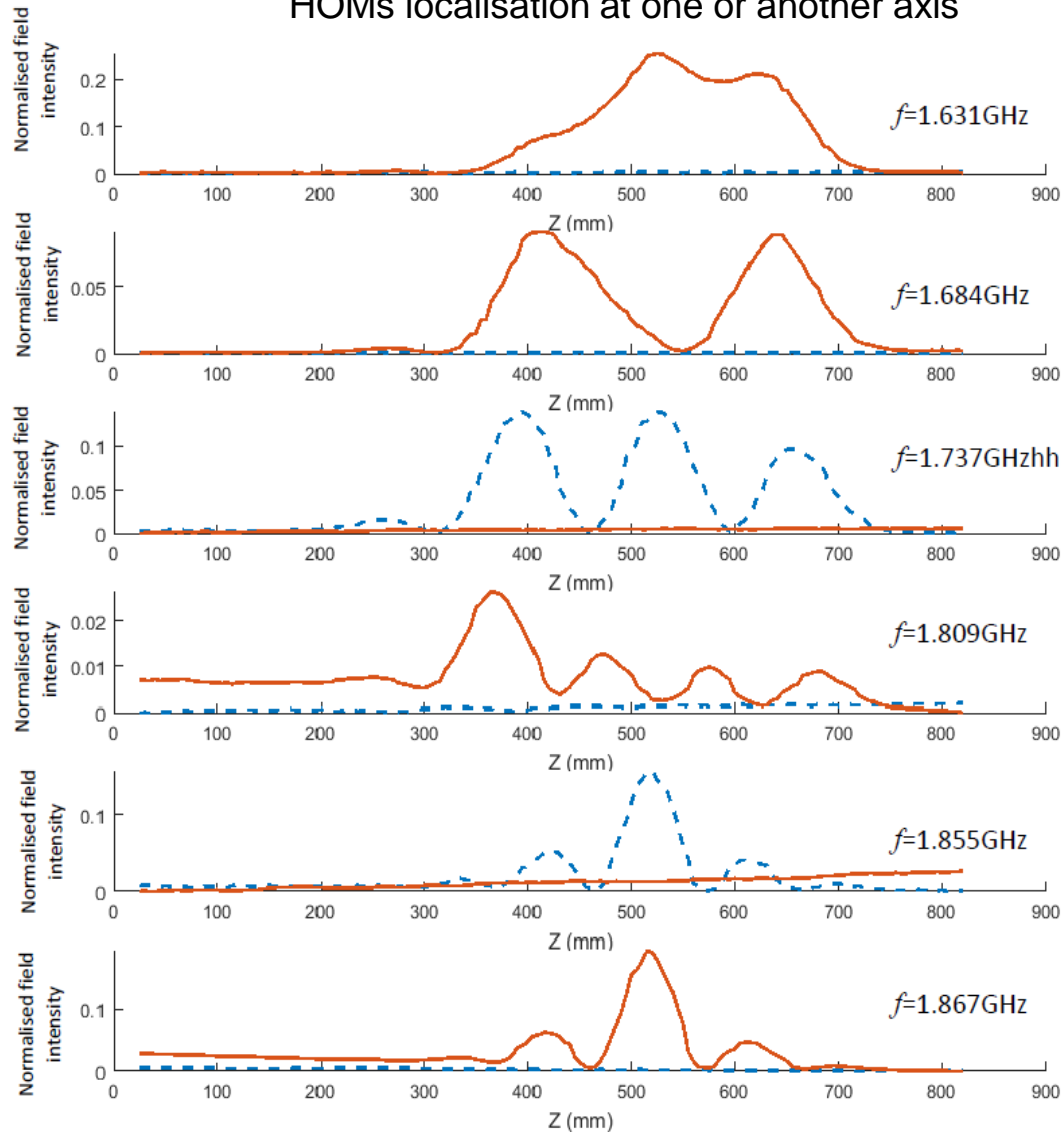 HOMs localisation at one or another axis
Normalised field
intensity
0.2
0.1
0
f=1.631GHz
0 100 200 300 400 500 600 700 800 900
Z (mm)
Normalised field
intensity
0.05
0
f=1.684GHz
0 100 200 300 400 500 600 700 800 900
Z (mm)
Normalised field
intensity
0.1
0.05
0
f=1.737GHzhh
0 100 200 300 400 500 600 700 800 900
Z (mm)
Normalised field
intensity
0.02
0.01
0
f=1.809GHz
0 100 200 300 400 500 600 700 800 900
Z (mm)
Normalised field
intensity
0.1
0
f=1.855GHz
0 100 200 300 400 500 600 700 800 900
Z (mm)
Normalised field
intensity
0.1
0
f=1.867GHz
0 100 200 300 400 500 600 700 800 900
Z (mm)